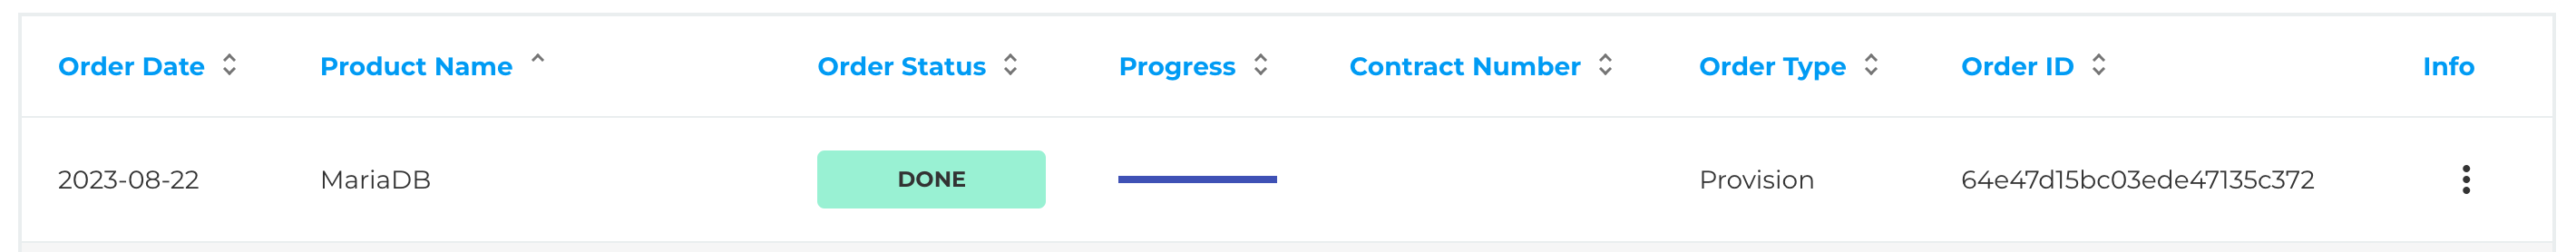 Order Date Product Name Order Status Progress Contract Number Order Type Order ID Info
2023-08-22 MariaDB DONE Provision 64e47d15bc03ede47135c372